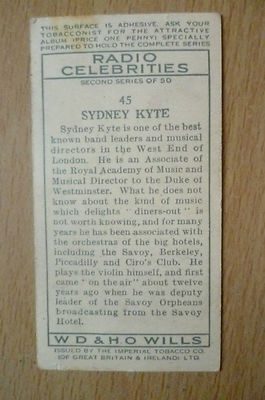 THIS SURFACE IS ADHESIVE. ASK YOUR
TOBACCONIST FOR THE ATTRACTIVE
ALBUM (PRICE ONE PENNY) SPECIALLY
PREPARED TO HOLD THE COMPLETE SERIES
RADIO
CELEBRITIES
SECOND SERIES OF 50
45
SYDNEY KYTE
Sydney Kyte is one of the best
known band leaders and musical
directors in the West End of
London. He is an Associate of
the Royal Academy of Music and
Musical Director to the Duke of
Westminster. What he does not
know about the kind of music
which delights "diners-out" is
not worth knowing, and for many
years he has been associated with
the orchestras of the big hotels,
including the Savoy, Berkeley,
Piccadilly and Ciro's Club. He
plays the violin himself, and first
came "on the air" about twelve
years ago when he was deputy
leader of the Savoy Orpheans
broadcasting from the Savoy
Hotel.
W. D. & H. O. WILLS
ISSUED BY THE IMPERIAL TOBACCO CO.
(OF GREAT BRITAIN & IRELAND) LTD.